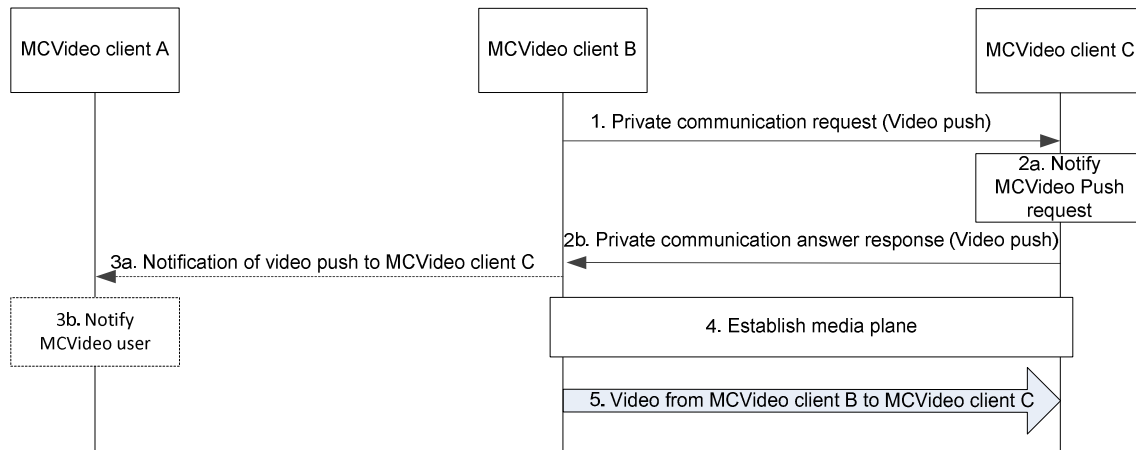 MCVideo client A
MCVideo client B
MCVideo client C
1. Private communication request (Video push)
2a. Notify
MCVideo Push
request
2b. Private communication answer response (Video push)
3a. Notification of video push to MCVideo client C
3b. Notify
MCVideo user
4. Establish media plane
5. Video from MCVideo client B to MCVideo client C